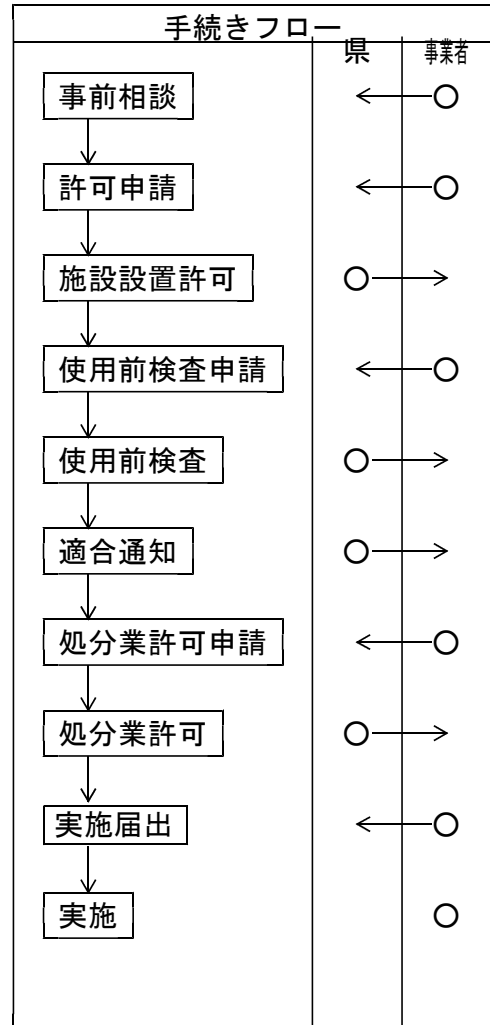 手続きフロー
県 事業者
事前相談
許可申請
施設設置許可
使用前検査申請
使用前検査
適合通知
処分業許可申請
処分業許可
実施届出
実施